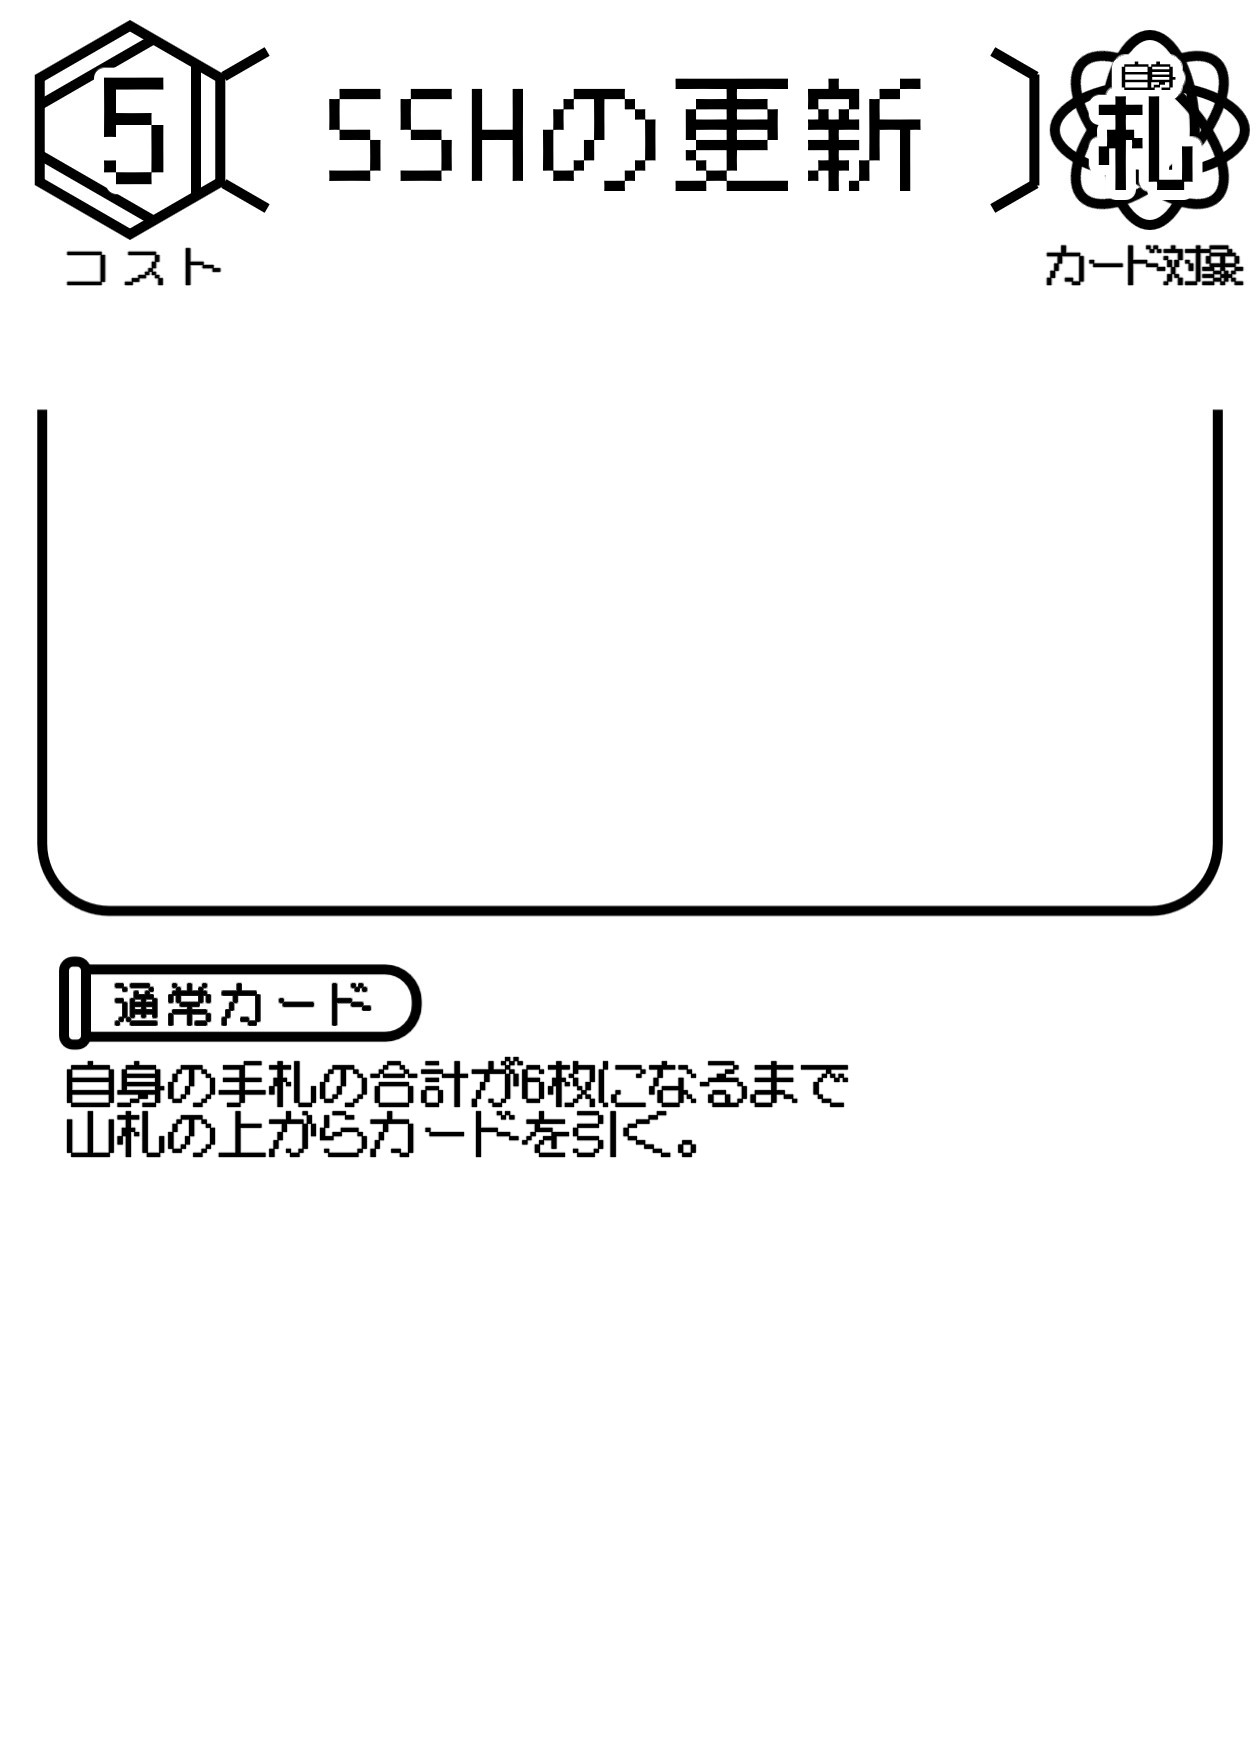 5
SSHの更新
自身
札
コスト
カード対象
通常カード
自身の手札の合計が6枚になるまで
山札の上からカードを引く。